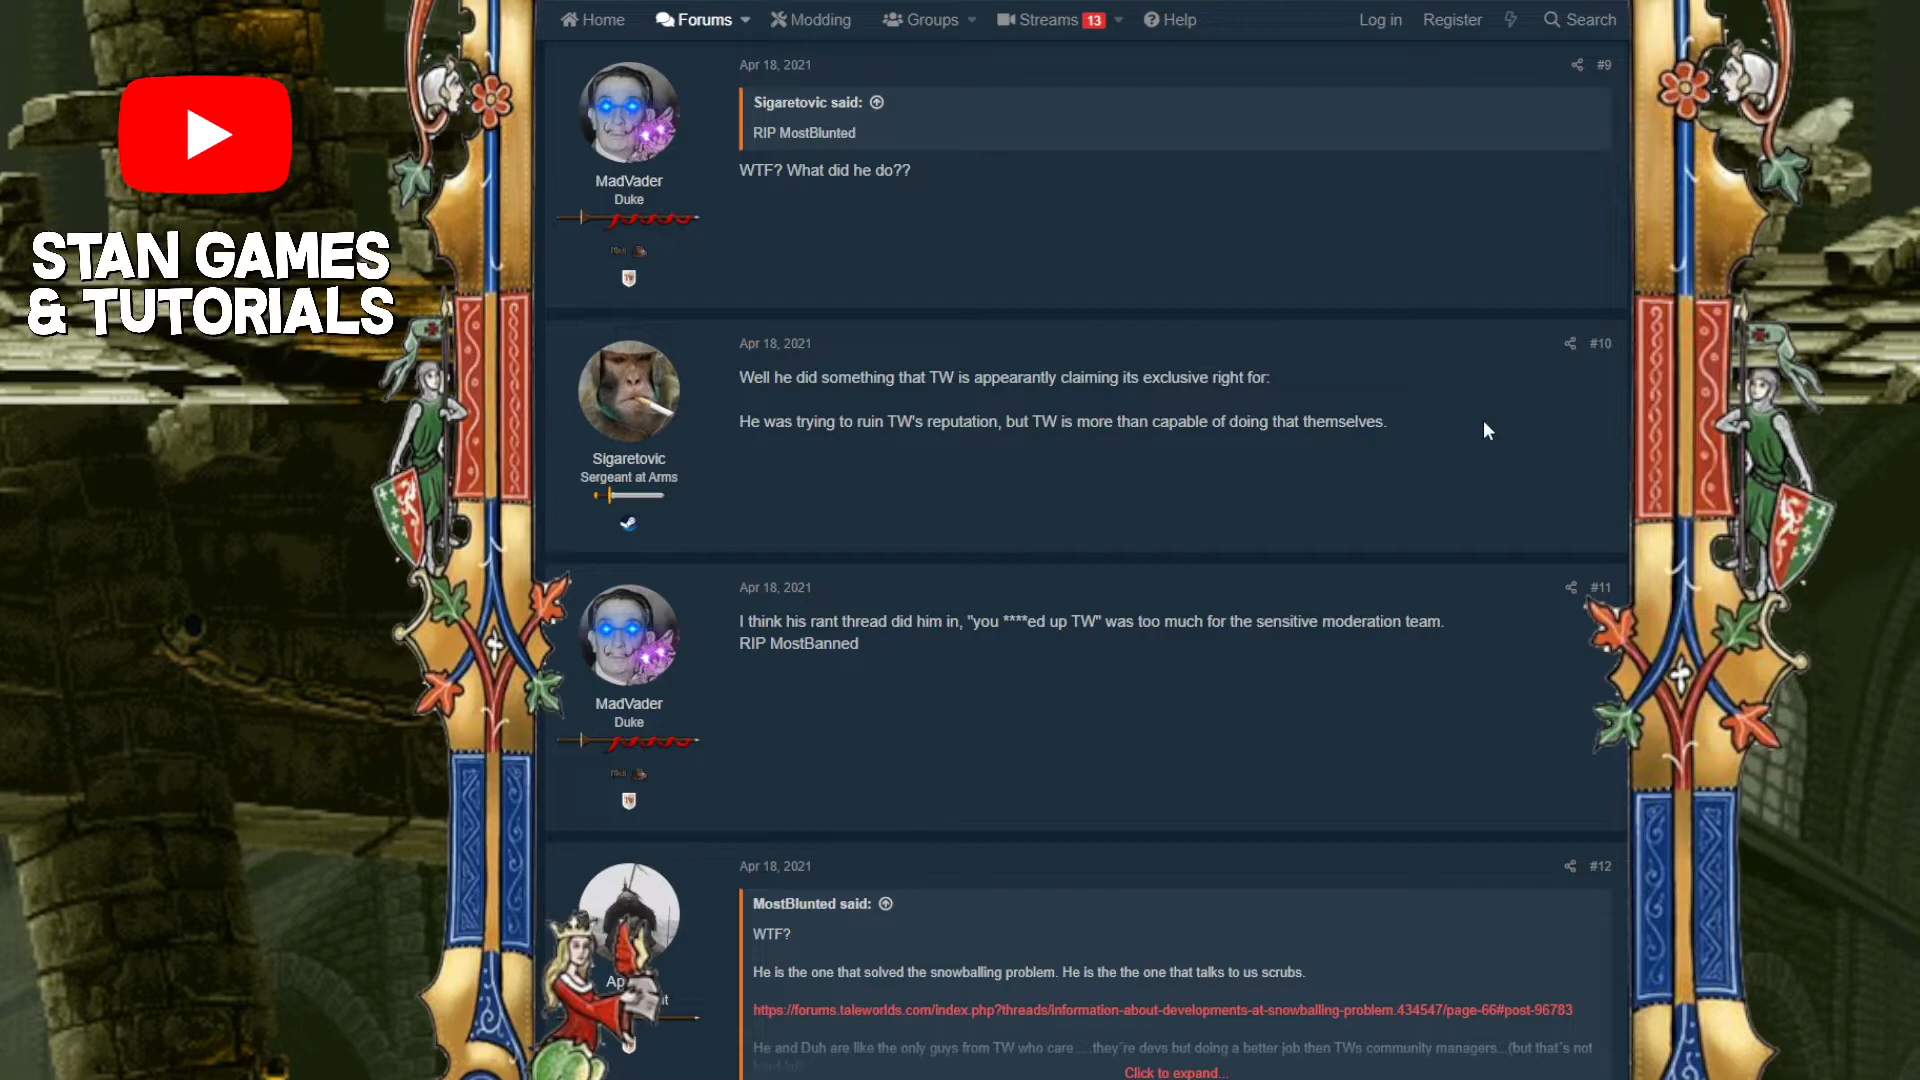 Home Forums Modding Groups Streams 13 Help Log in Register Search
STAN GAMES
& TUTORIALS
Apr 18, 2021 #9
Sigaretovic said:
RIP MostBlunted
WTF? What did he do??
MadVader
Duke
Apr 18, 2021 #10
Well he did something that TW is appearantly claiming its exclusive right for:
He was trying to ruin TW's reputation, but TW is more than capable of doing that themselves.
Sigaretovic
Sergeant at Arms
Apr 18, 2021 #11
I think his rant thread did him in, "you ****ed up TW" was too much for the sensitive moderation team.
RIP MostBanned
MadVader
Duke
Apr 18, 2021 #12
MostBlunted said:
WTF?
He is the one that solved the snowballing problem. He is the the one that talks to us scrubs.
https://forums.taleworlds.com/index.php?threads/information-about-developments-at-snowballing-problem.434547/page-66#post-96783
He and Duh are like the only guys from TW who care.....they're devs but doing a better job then TWs community managers...(but that's not
Click to expand...